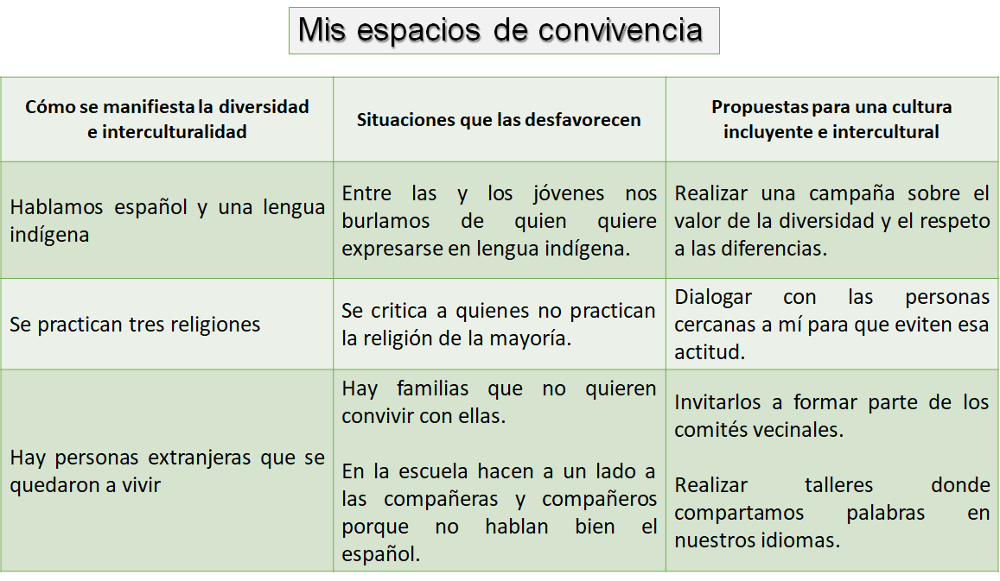 Mis espacios de convivencia
Cómo se manifiesta la diversidad
e interculturalidad
Situaciones que las desfavorecen
Propuestas para una cultura
incluyente e intercultural
Hablamos español y una lengua
indígena
Entre las y los jóvenes nos
burlamos de quien quiere
expresarse en lengua indígena.
Realizar una campaña sobre el
valor de la diversidad y el respeto
a las diferencias.
Se practican tres religiones
Se critica a quienes no practican
la religión de la mayoría.
Dialogar con las personas
cercanas a mí para que eviten esa
actitud.
Hay personas extranjeras que se
quedaron a vivir
Hay familias que no quieren
convivir con ellas.
En la escuela hacen a un lado a
las compañeras y compañeros
porque no hablan bien el
español.
Invitarlos a formar parte de los
comités vecinales.
Realizar talleres donde
compartamos palabras en
nuestros idiomas.